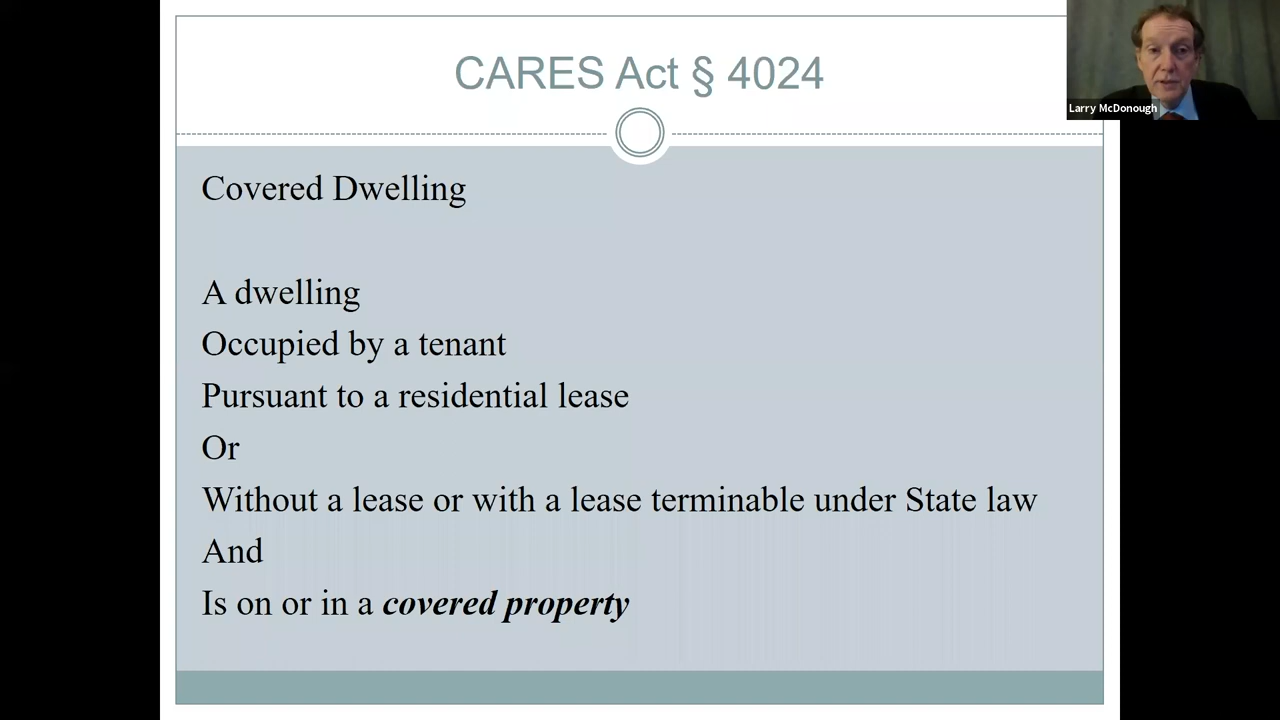 CARES Act § 4024
Larry McDonough
Covered Dwelling
A dwelling
Occupied by a tenant
Pursuant to a residential lease
Or
Without a lease or with a lease terminable under State law
And
Is on or in a covered property